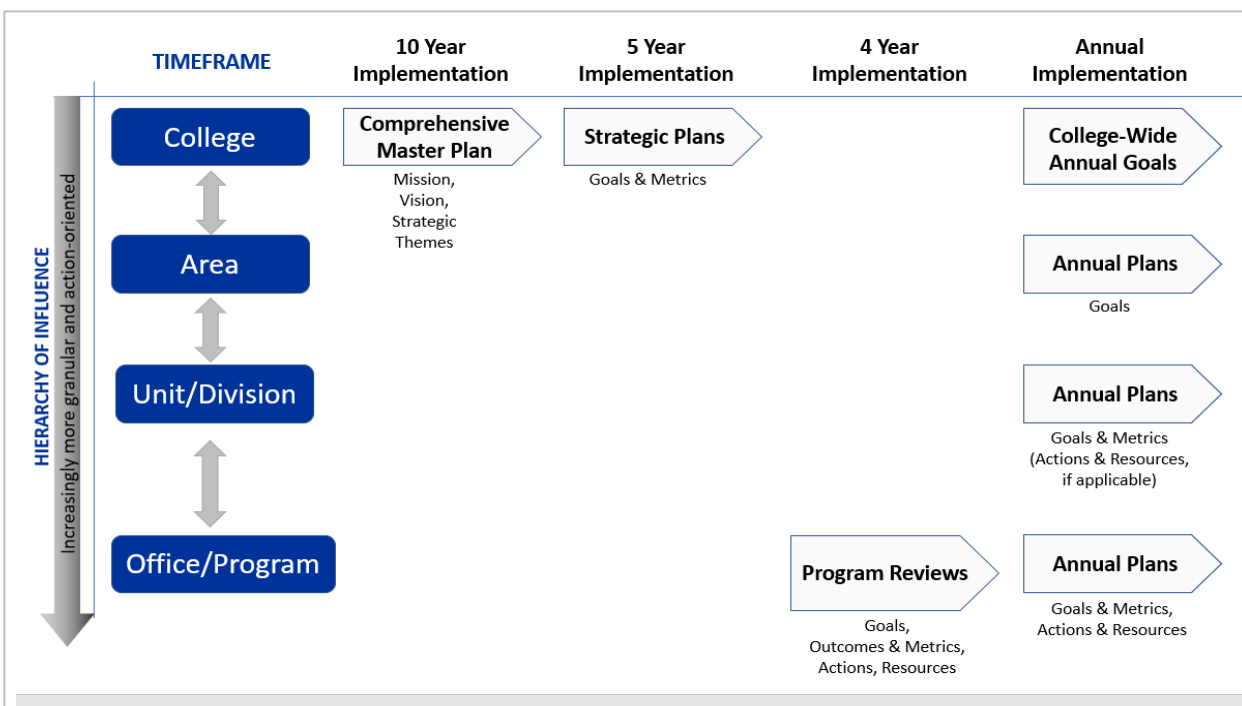 TIMEFRAME
10 Year
Implementation
5 Year
Implementation
4 Year
Implementation
Annual
Implementation
HIERARCHY OF INFLUENCE
Increasingly more granular and action-oriented
College
Comprehensive
Master Plan
Mission,
Vision,
Strategic
Themes
Strategic Plans
Goals & Metrics
College-Wide
Annual Goals
Area
Annual Plans
Goals
Unit/Division
Annual Plans
Goals & Metrics
(Actions & Resources,
if applicable)
Office/Program
Program Reviews
Goals,
Outcomes & Metrics,
Actions, Resources
Annual Plans
Goals & Metrics,
Actions & Resources